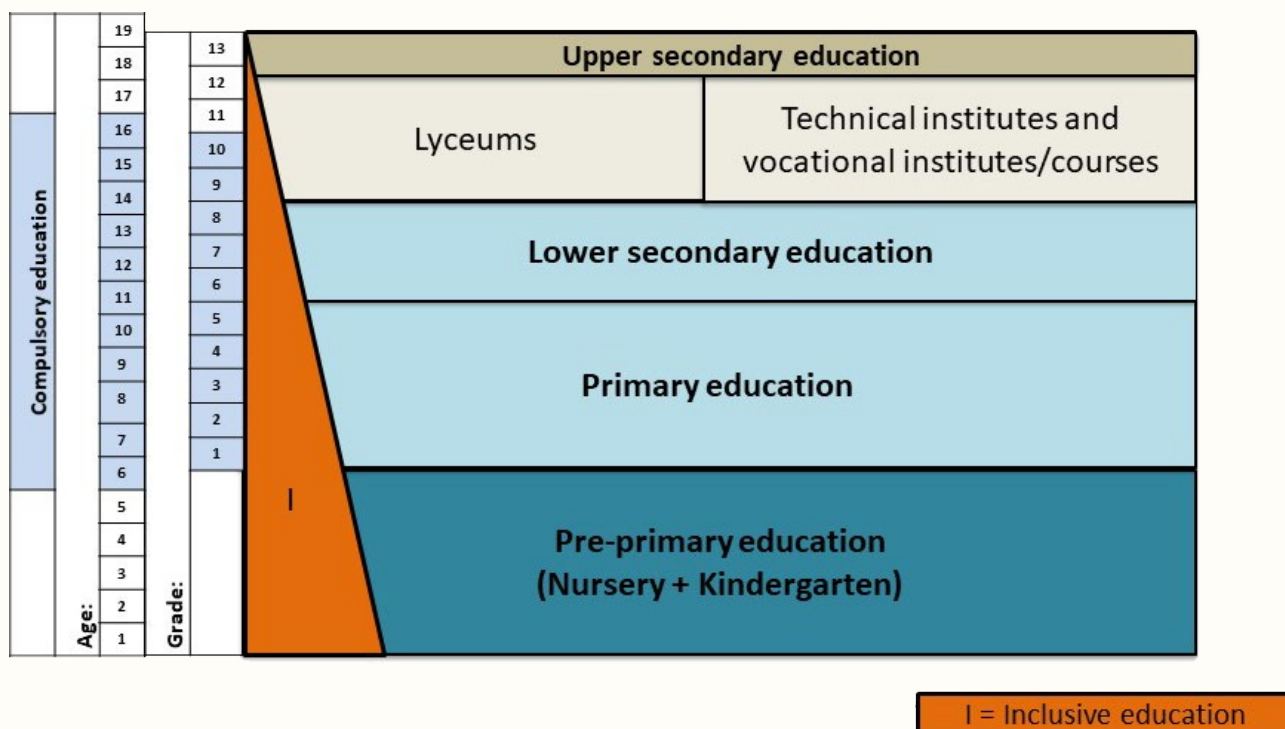 Compulsory education
Age:
19
18
17
16
15
14
13
12
11
10
9
8
7
6
5
4
3
2
1
Grade:
13
12
11
10
9
8
7
6
5
4
3
2
1
Upper secondary education
Lyceums
Technical institutes and
vocational institutes/courses
Lower secondary education
Primary education
I
Pre-primary education
(Nursery + Kindergarten)
I = Inclusive education